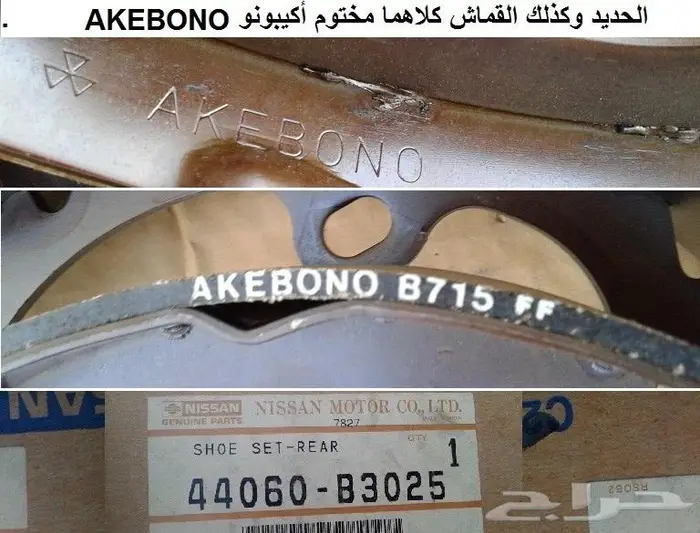 الحديد وكذلك القماش كلاهما مختوم أكيبونو AKEBONO .
AKEBONO
AKEBONO B715 FF
NISSAN
GENUINE PARTS
NISSAN MOTOR CO., LTD.
7827
SHOE SET-REAR
QTY
1
44060-B3025
RS062
حراج